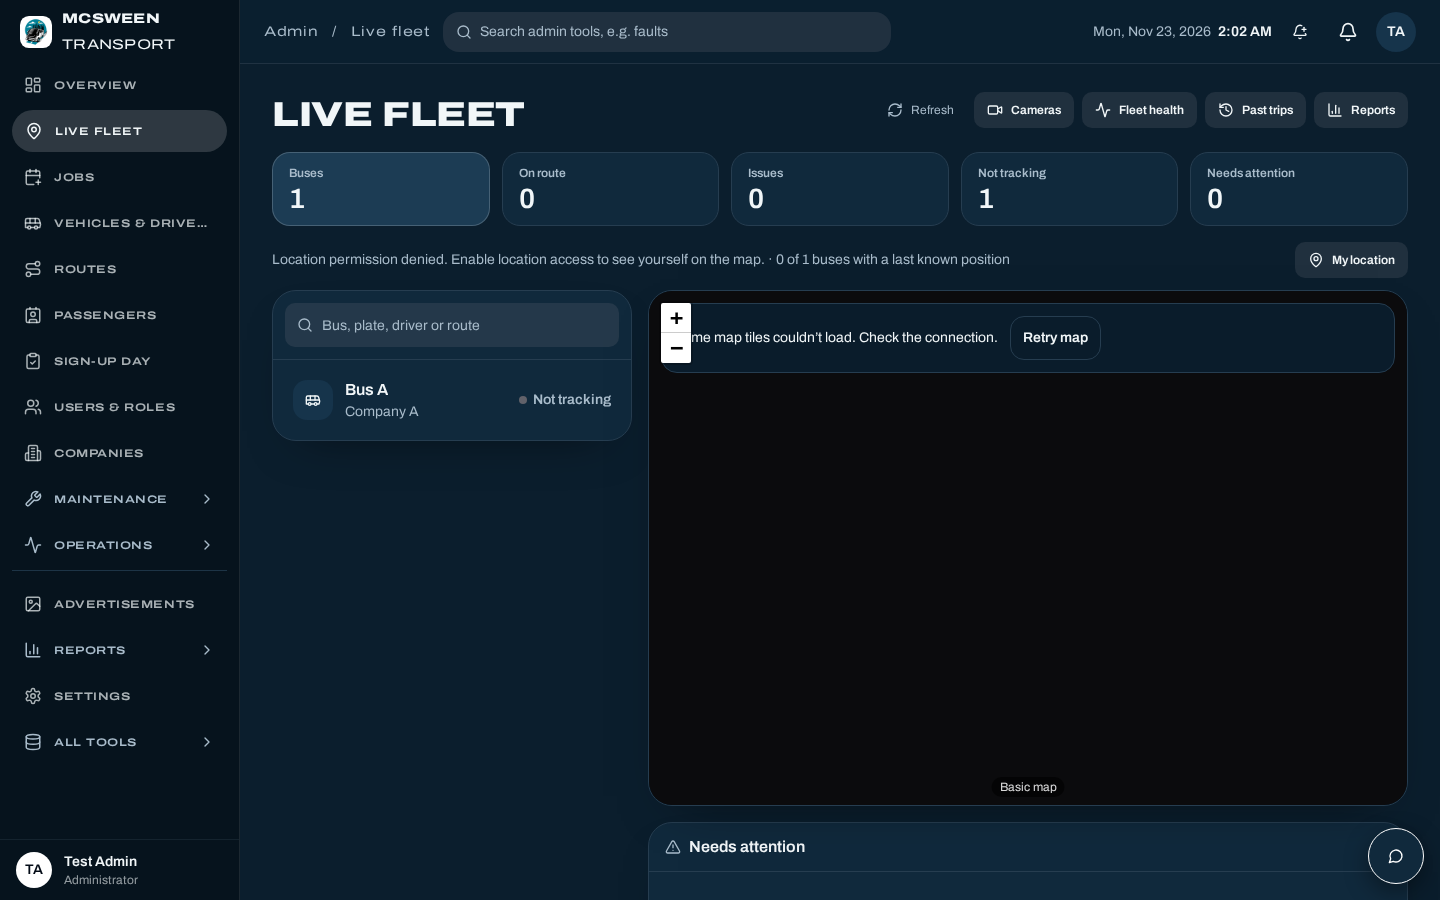 MCSWEEN
TRANSPORT
OVERVIEW
LIVE FLEET
JOBS
VEHICLES & DRIVE...
ROUTES
PASSENGERS
SIGN-UP DAY
USERS & ROLES
COMPANIES
MAINTENANCE
OPERATIONS
ADVERTISEMENTS
REPORTS
SETTINGS
ALL TOOLS
TA
Test Admin
Administrator
Admin / Live fleet
Search admin tools, e.g. faults
Mon, Nov 23, 2026 2:02 AM
TA
LIVE FLEET
Refresh
Cameras
Fleet health
Past trips
Reports
Buses
1
On route
0
Issues
0
Not tracking
1
Needs attention
0
Location permission denied. Enable location access to see yourself on the map. · 0 of 1 buses with a last known position
My location
Bus, plate, driver or route
Bus A
Company A
Not tracking
+
−
me map tiles couldn’t load. Check the connection.
Retry map
Basic map
Needs attention